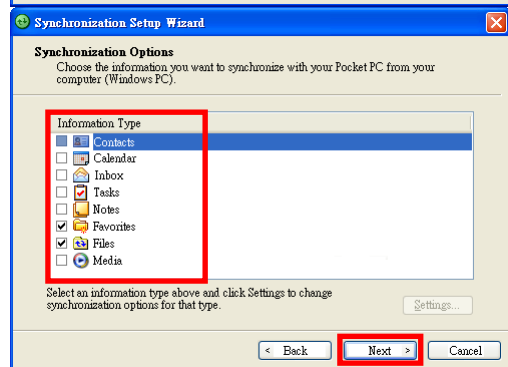 Synchronization Setup Wizard
Synchronization Options
Choose the information you want to synchronize with your Pocket PC from your
computer (Windows PC).
Information Type
Contacts
Calendar
Inbox
Tasks
Notes
Favorites
Files
Media
Select an information type above and click Settings to change
synchronization options for that type.
Settings...
< Back
Next >
Cancel